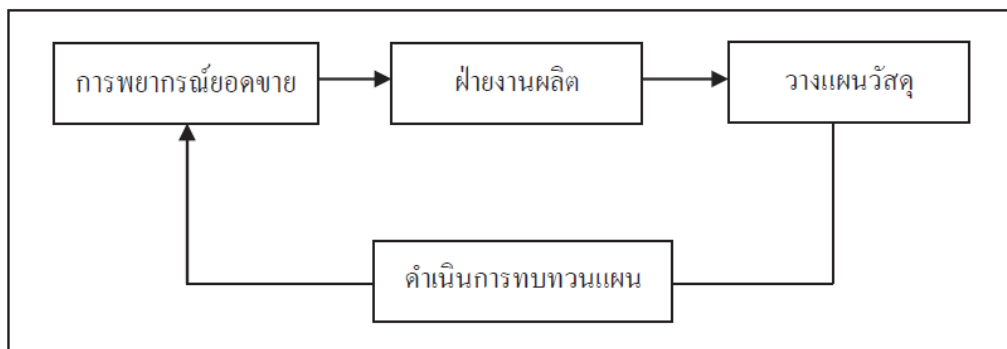 การพยากรณ์ยอดขาย
ฝ่ายงานผลิต
วางแผนวัสดุ
ดำเนินการทบทวนแผน